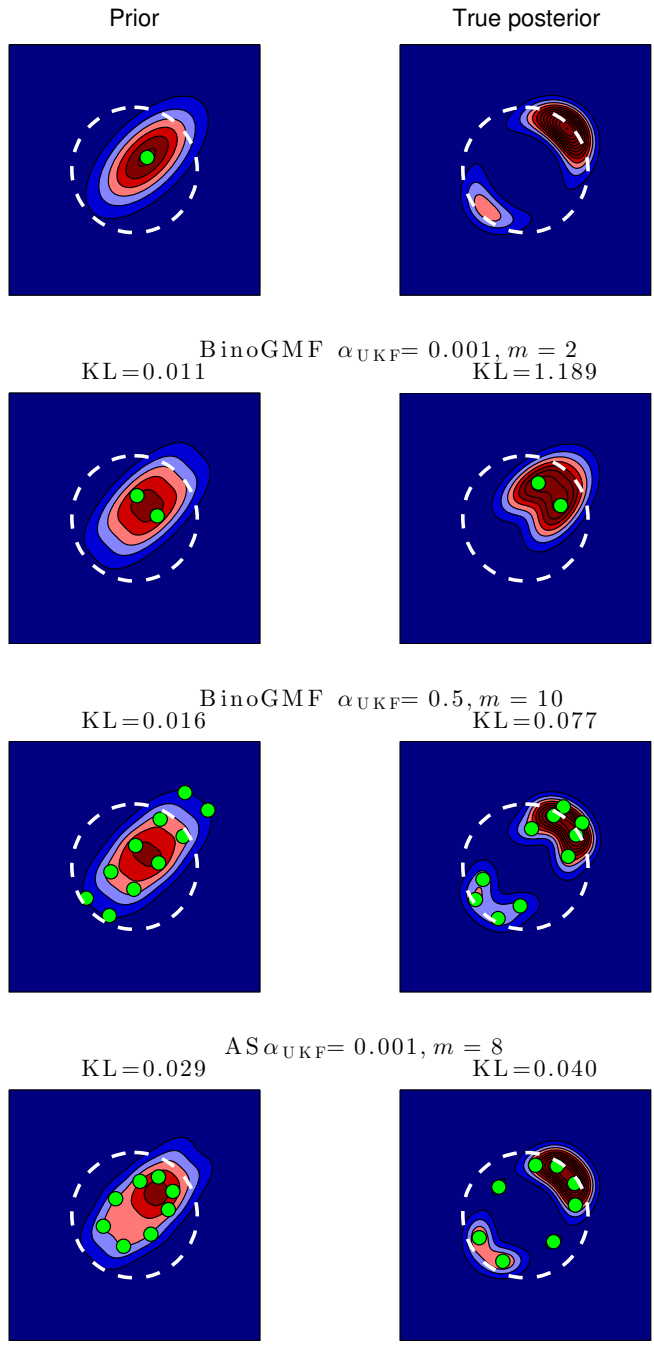 Prior True posterior
BinoGMF α_UKF= 0.001, m = 2
KL=0.011 KL=1.189
BinoGMF α_UKF= 0.5, m = 10
KL=0.016 KL=0.077
AS α_UKF= 0.001, m = 8
KL=0.029 KL=0.040